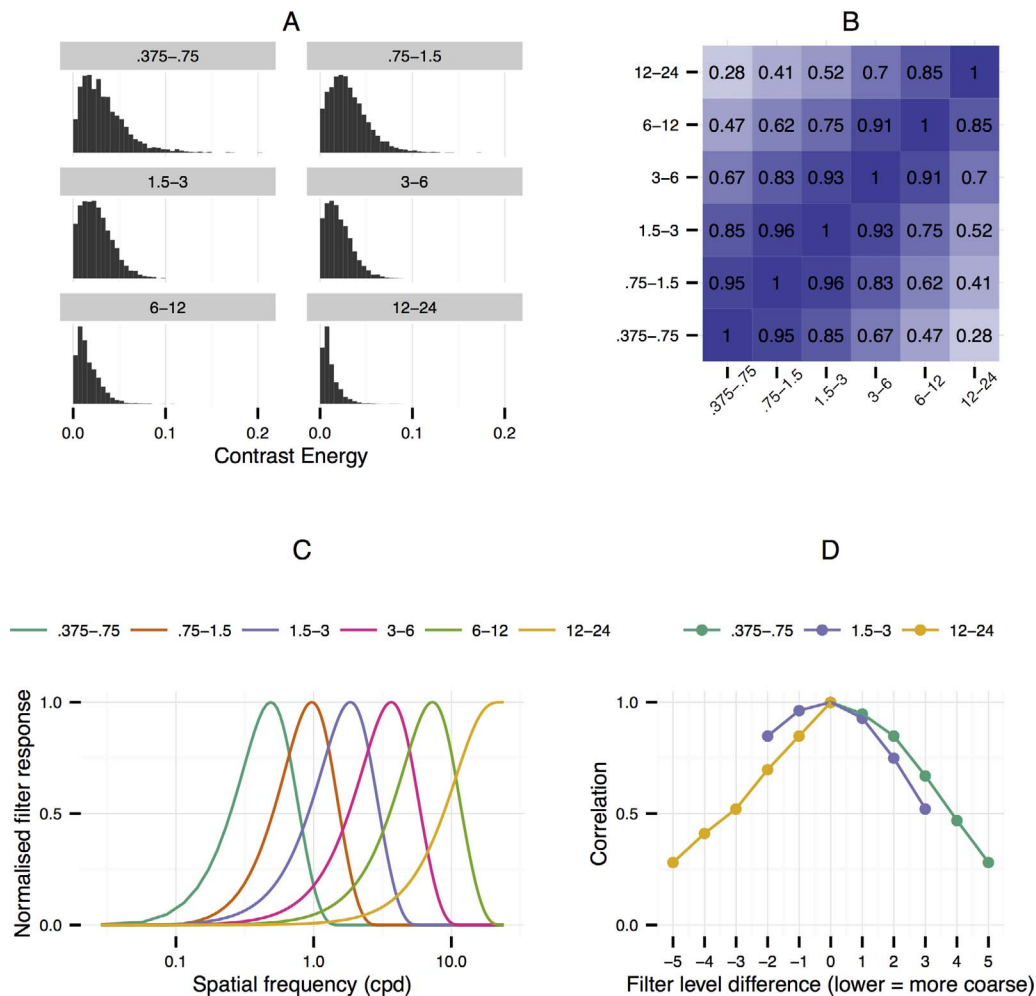 A
.375−.75
.75−1.5
1.5−3
3−6
6−12
12−24
0.0 0.1 0.2
0.0 0.1 0.2
Contrast Energy
B
12−24 0.28 0.41 0.52 0.7 0.85 1
6−12 0.47 0.62 0.75 0.91 1 0.85
3−6 0.67 0.83 0.93 1 0.91 0.7
1.5−3 0.85 0.96 1 0.93 0.75 0.52
.75−1.5 0.95 1 0.96 0.83 0.62 0.41
.375−.75 1 0.95 0.85 0.67 0.47 0.28
.375−.75 .75−1.5 1.5−3 3−6 6−12 12−24
C
.375−.75 .75−1.5 1.5−3 3−6 6−12 12−24
Normalised filter response
1.0
0.5
0.0
0.1 1.0 10.0
Spatial frequency (cpd)
D
.375−.75 1.5−3 12−24
Correlation
1.0
0.5
0.0
−5 −4 −3 −2 −1 0 1 2 3 4 5
Filter level difference (lower = more coarse)